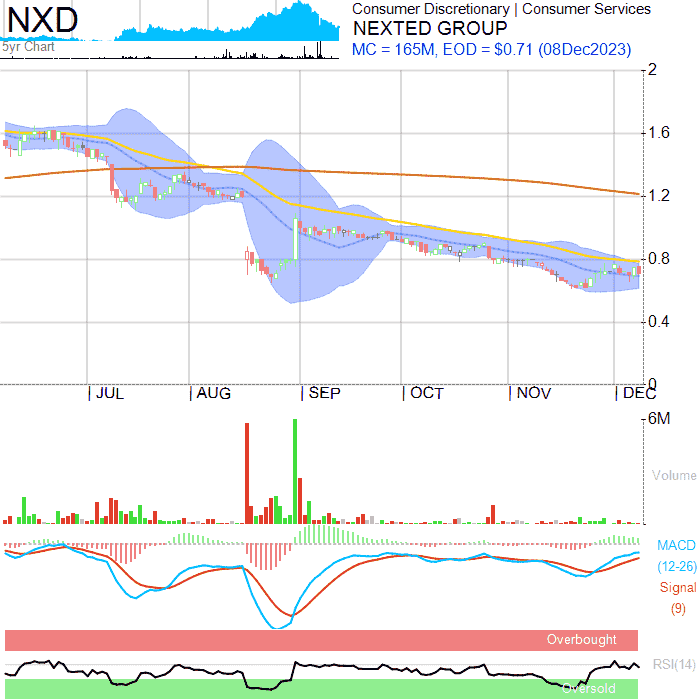 NXD
Consumer Discretionary | Consumer Services
NEXTED GROUP
MC = 165M, EOD = $0.71 (08Dec2023)
5yr Chart
2
1.6
1.2
0.8
0.4
0
JUL AUG SEP OCT NOV DEC
6M
Volume
MACD
(12-26)
Signal
(9)
Overbought
RSI(14)
Oversold